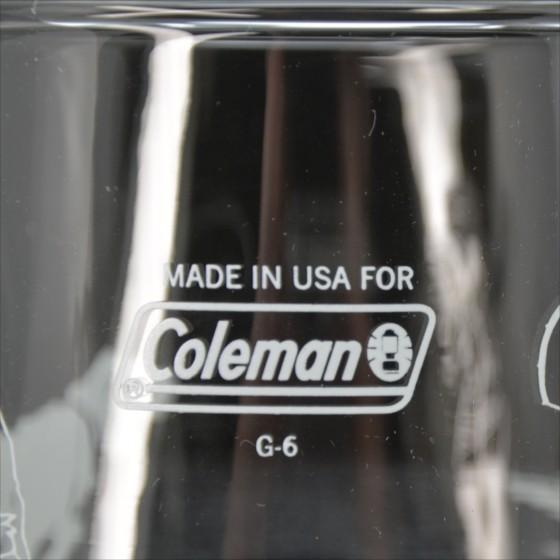 MADE IN USA FOR
Coleman
®
G-6